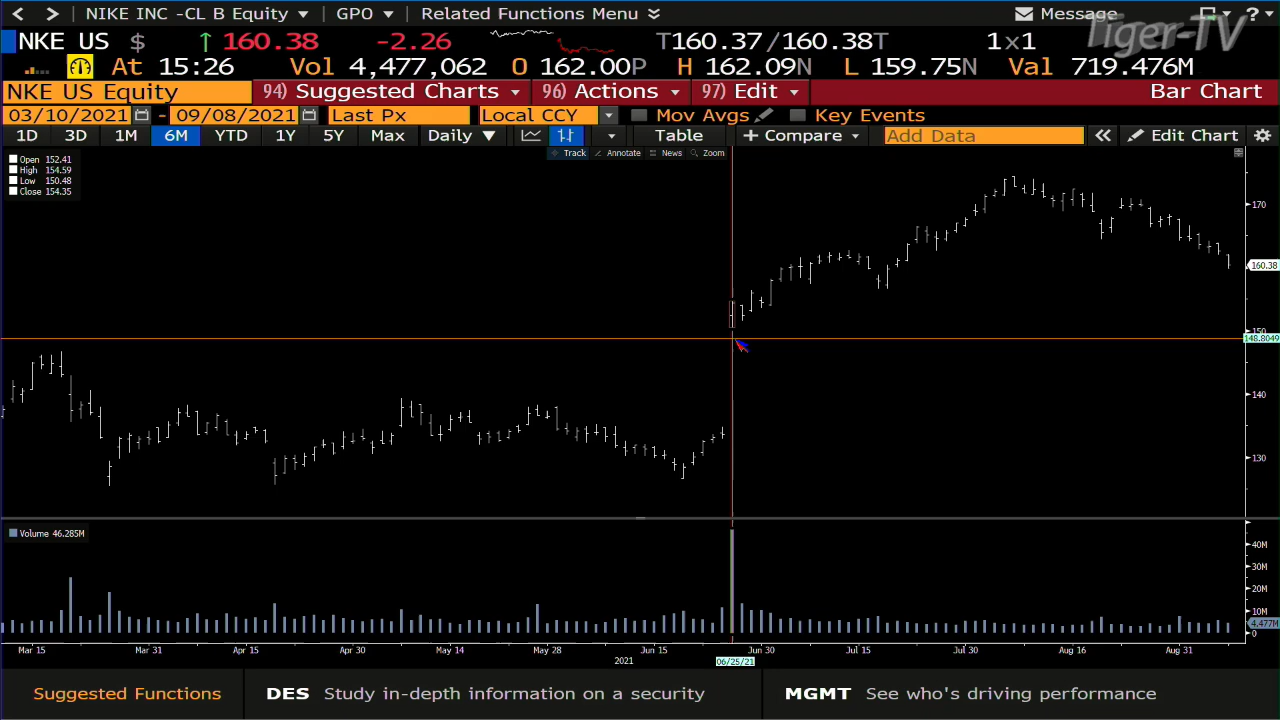 NIKE INC -CL B Equity GPO Related Functions Menu Message ?
Tiger-TV
NKE US $ ↑ 160.38 -2.26 T160.37/160.38T 1x1
At 15:26 Vol 4,477,062 O 162.00P H 162.09N L 159.75N Val 719.476M
NKE US Equity 94) Suggested Charts 96) Actions 97) Edit Bar Chart
03/10/2021 - 09/08/2021 Last Px Local CCY Mov Avgs Key Events
1D 3D 1M 6M YTD 1Y 5Y Max Daily ▼ Table + Compare Add Data « Edit Chart
Track Annotate News Zoom
Open 152.41
High 154.59
Low 150.48
Close 154.35
170
160.38
150
148.8049
140
130
Volume 46.285M
40M
30M
20M
10M
4.477M
0
Mar 15 Mar 31 Apr 15 Apr 30 May 14 May 28 Jun 15 Jun 30 Jul 15 Jul 30 Aug 16 Aug 31
2021 06/25/21
Suggested Functions DES Study in-depth information on a security MGMT See who's driving performance